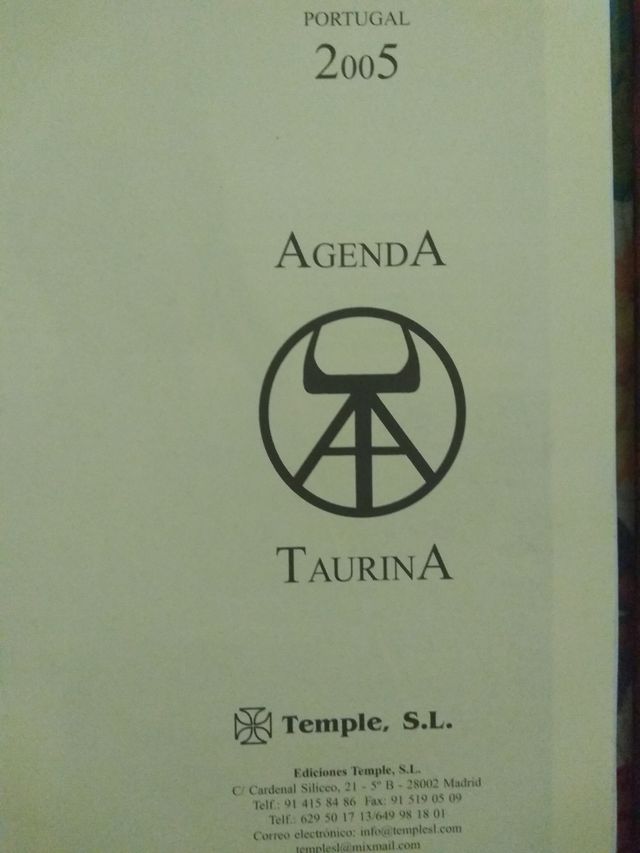 PORTUGAL
2005
AGENDA
TAURINA
Temple, S.L.
Ediciones Temple, S.L.
C/ Cardenal Siliceo, 21 - 5º B - 28002 Madrid
Telf.: 91 415 84 86 Fax: 91 519 05 09
Telf.: 629 50 17 13/649 98 18 01
Correo electrónico: info@templesl.com
templesl@mixmail.com